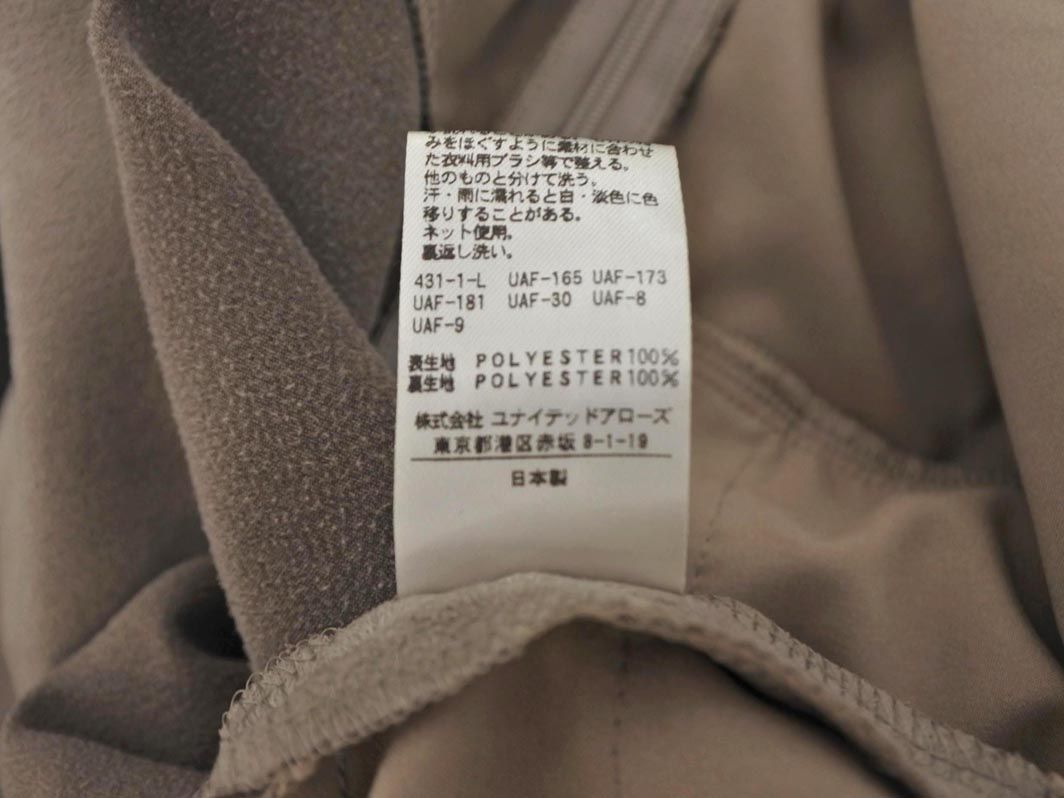 みをほぐすように素材に合わせ
た衣料用ブラシ等で整える。
他のものと分けて洗う。
汗・雨に濡れると白・淡色に色
移りすることがある。
ネット使用。
裏返し洗い。
431-1-L UAF-165 UAF-173
UAF-181 UAF-30 UAF-8
UAF-9
表生地 POLYESTER100%
裏生地 POLYESTER100%
株式会社 ユナイテッドアローズ
東京都港区赤坂 8-1-19
日本製